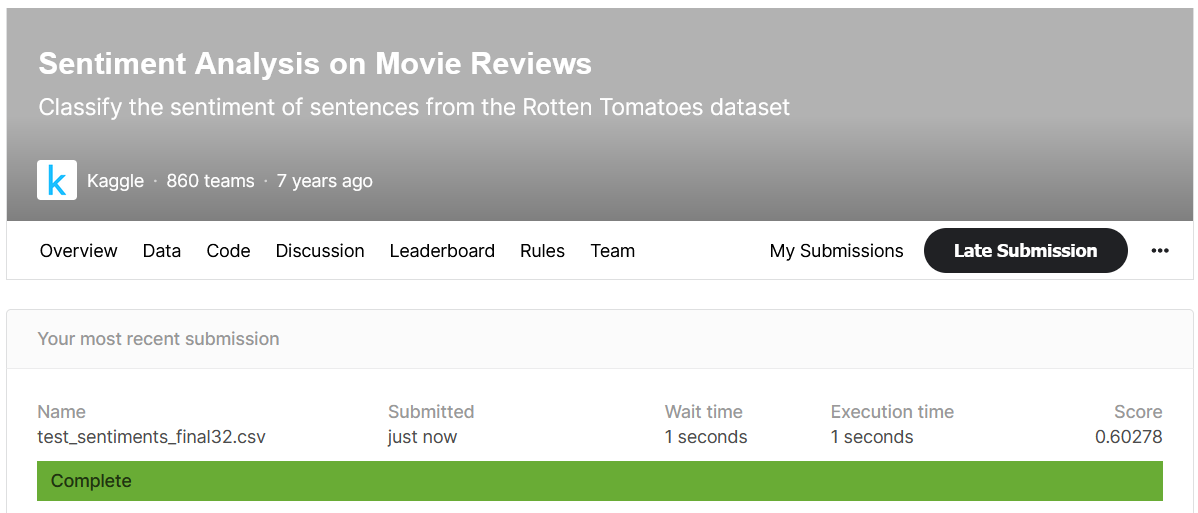 Sentiment Analysis on Movie Reviews
Classify the sentiment of sentences from the Rotten Tomatoes dataset
k Kaggle · 860 teams · 7 years ago
Overview Data Code Discussion Leaderboard Rules Team My Submissions Late Submission •••
Your most recent submission
Name Submitted Wait time Execution time Score
test_sentiments_final32.csv just now 1 seconds 1 seconds 0.60278
Complete